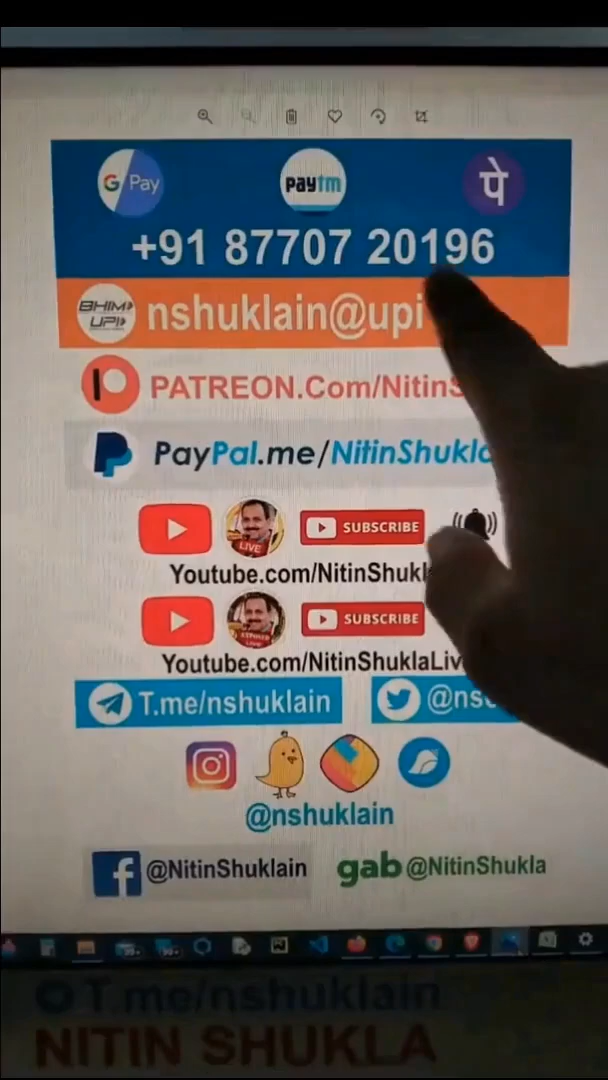 G Pay
paytm
पे
+91 87707 20196
BHIM
UPI
nshuklain@upi
PATREON.Com/NitinS
PayPal.me/NitinShukla
LIVE
SUBSCRIBE
Youtube.com/NitinShukl
SUBSCRIBE
Youtube.com/NitinShuklaLiv
T.me/nshuklain
@ns
@nshuklain
f @NitinShuklain
gab @NitinShukla
T.me/nshuklain
NITIN SHUKLA